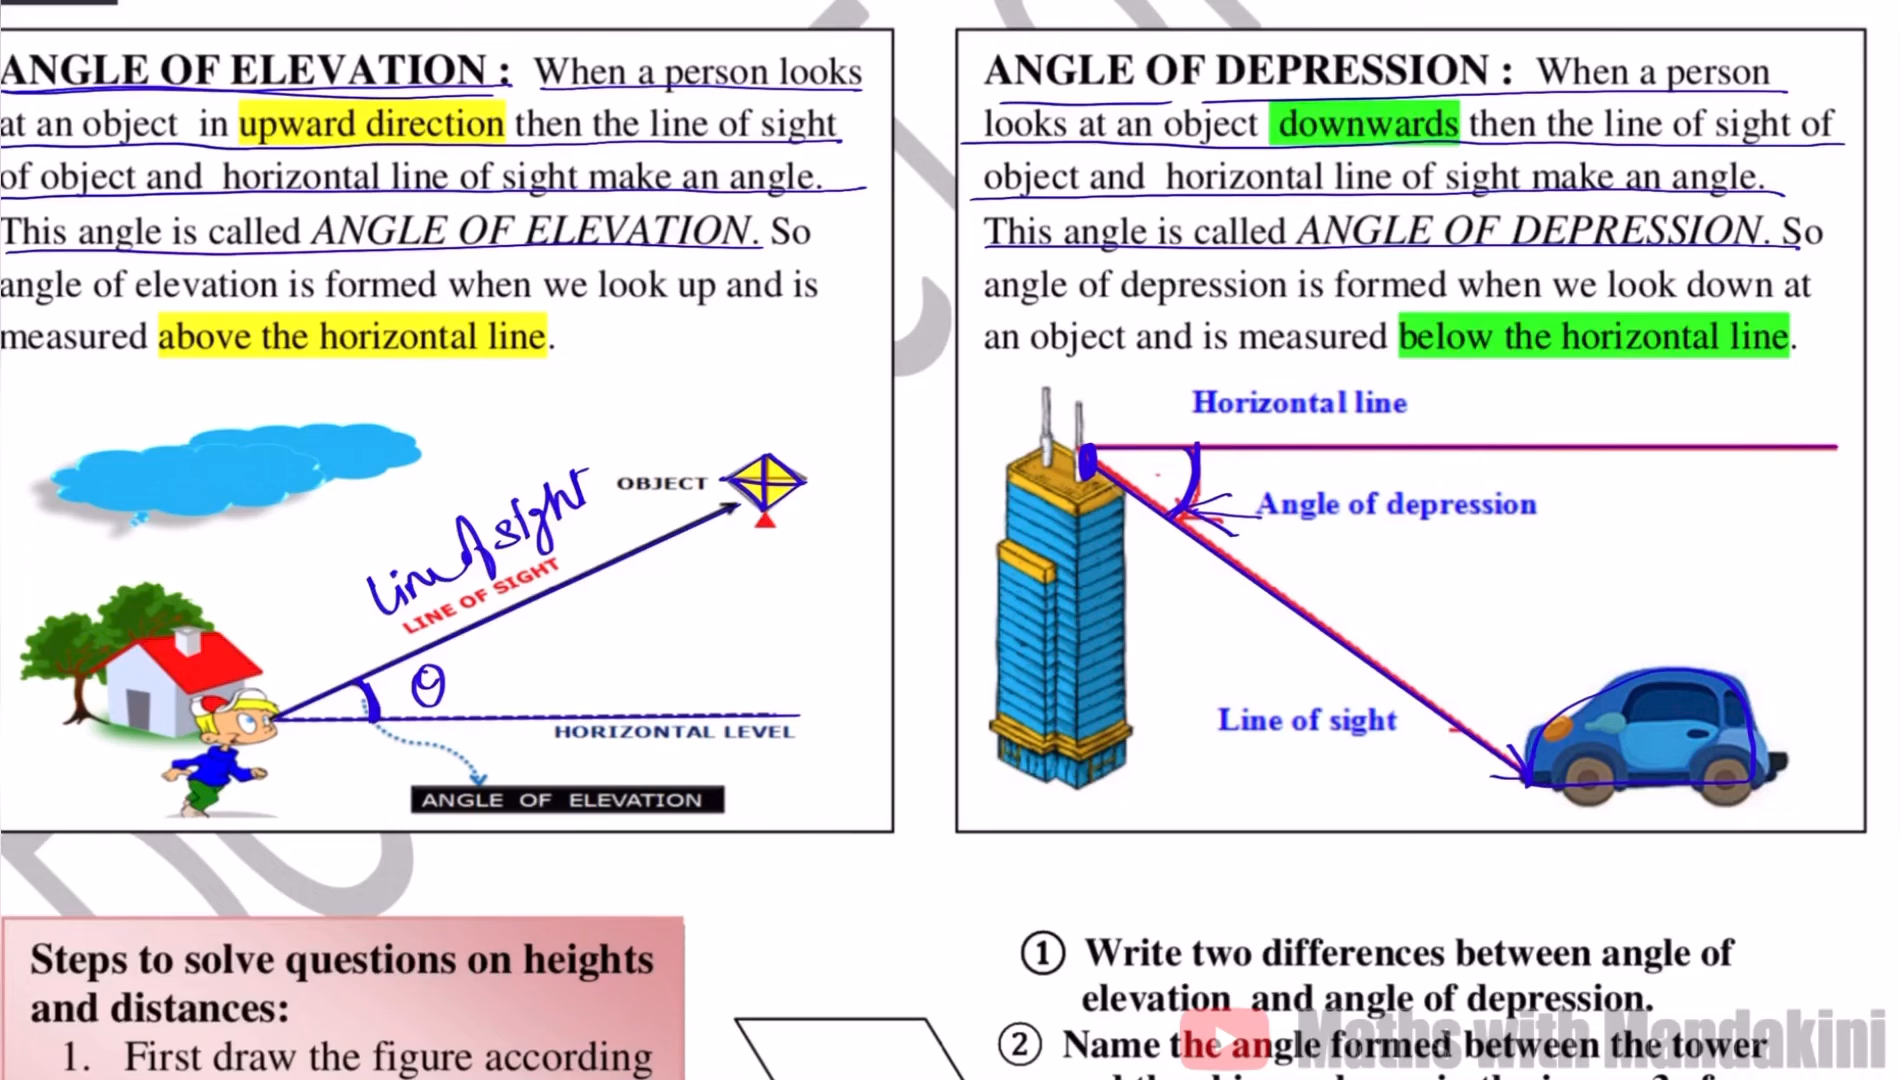 ANGLE OF ELEVATION : When a person looks
at an object in upward direction then the line of sight
of object and horizontal line of sight make an angle.
This angle is called ANGLE OF ELEVATION. So
angle of elevation is formed when we look up and is
measured above the horizontal line.
OBJECT
Line of sight
LINE OF SIGHT
θ
HORIZONTAL LEVEL
ANGLE OF ELEVATION
ANGLE OF DEPRESSION : When a person
looks at an object downwards then the line of sight of
object and horizontal line of sight make an angle.
This angle is called ANGLE OF DEPRESSION. So
angle of depression is formed when we look down at
an object and is measured below the horizontal line.
Horizontal line
Angle of depression
Line of sight
Steps to solve questions on heights
and distances:
1. First draw the figure according
① Write two differences between angle of
elevation and angle of depression.
② Name the angle formed between the tower
Maths with Mandakini